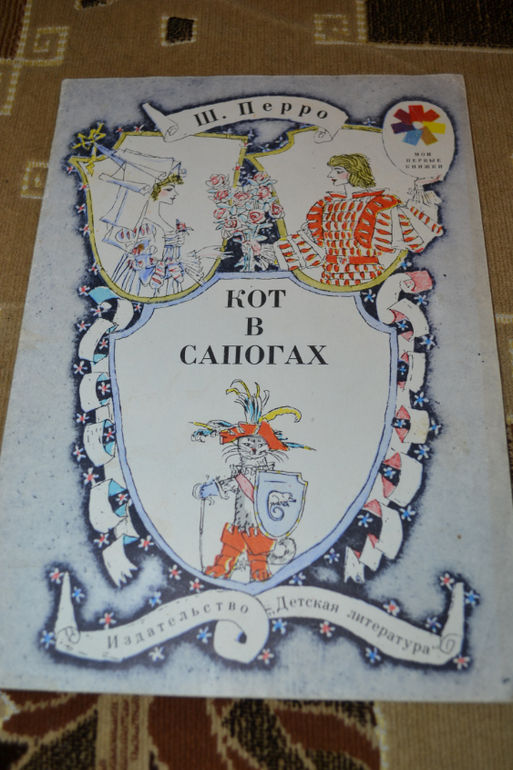 Ш. Перро
МОИ
ПЕРВЫЕ
КНИЖКИ
КОТ
В
САПОГАХ
Издательство „Детская литература“